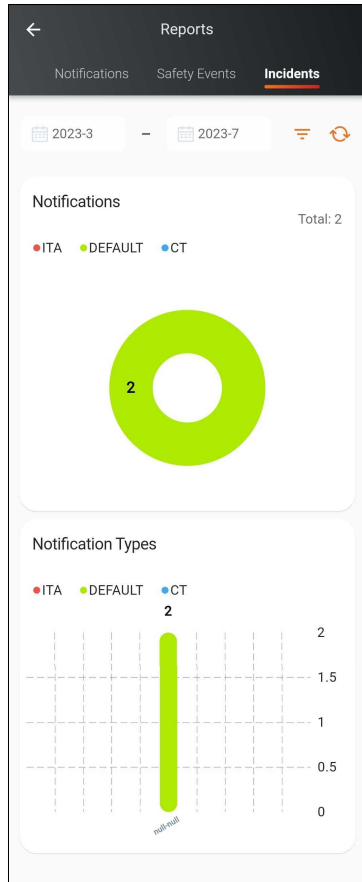 Reports
Notifications Safety Events Incidents
2023-3 – 2023-7
Notifications
Total: 2
ITA DEFAULT CT
2
Notification Types
ITA DEFAULT CT
2
2
1.5
1
0.5
0
null-null